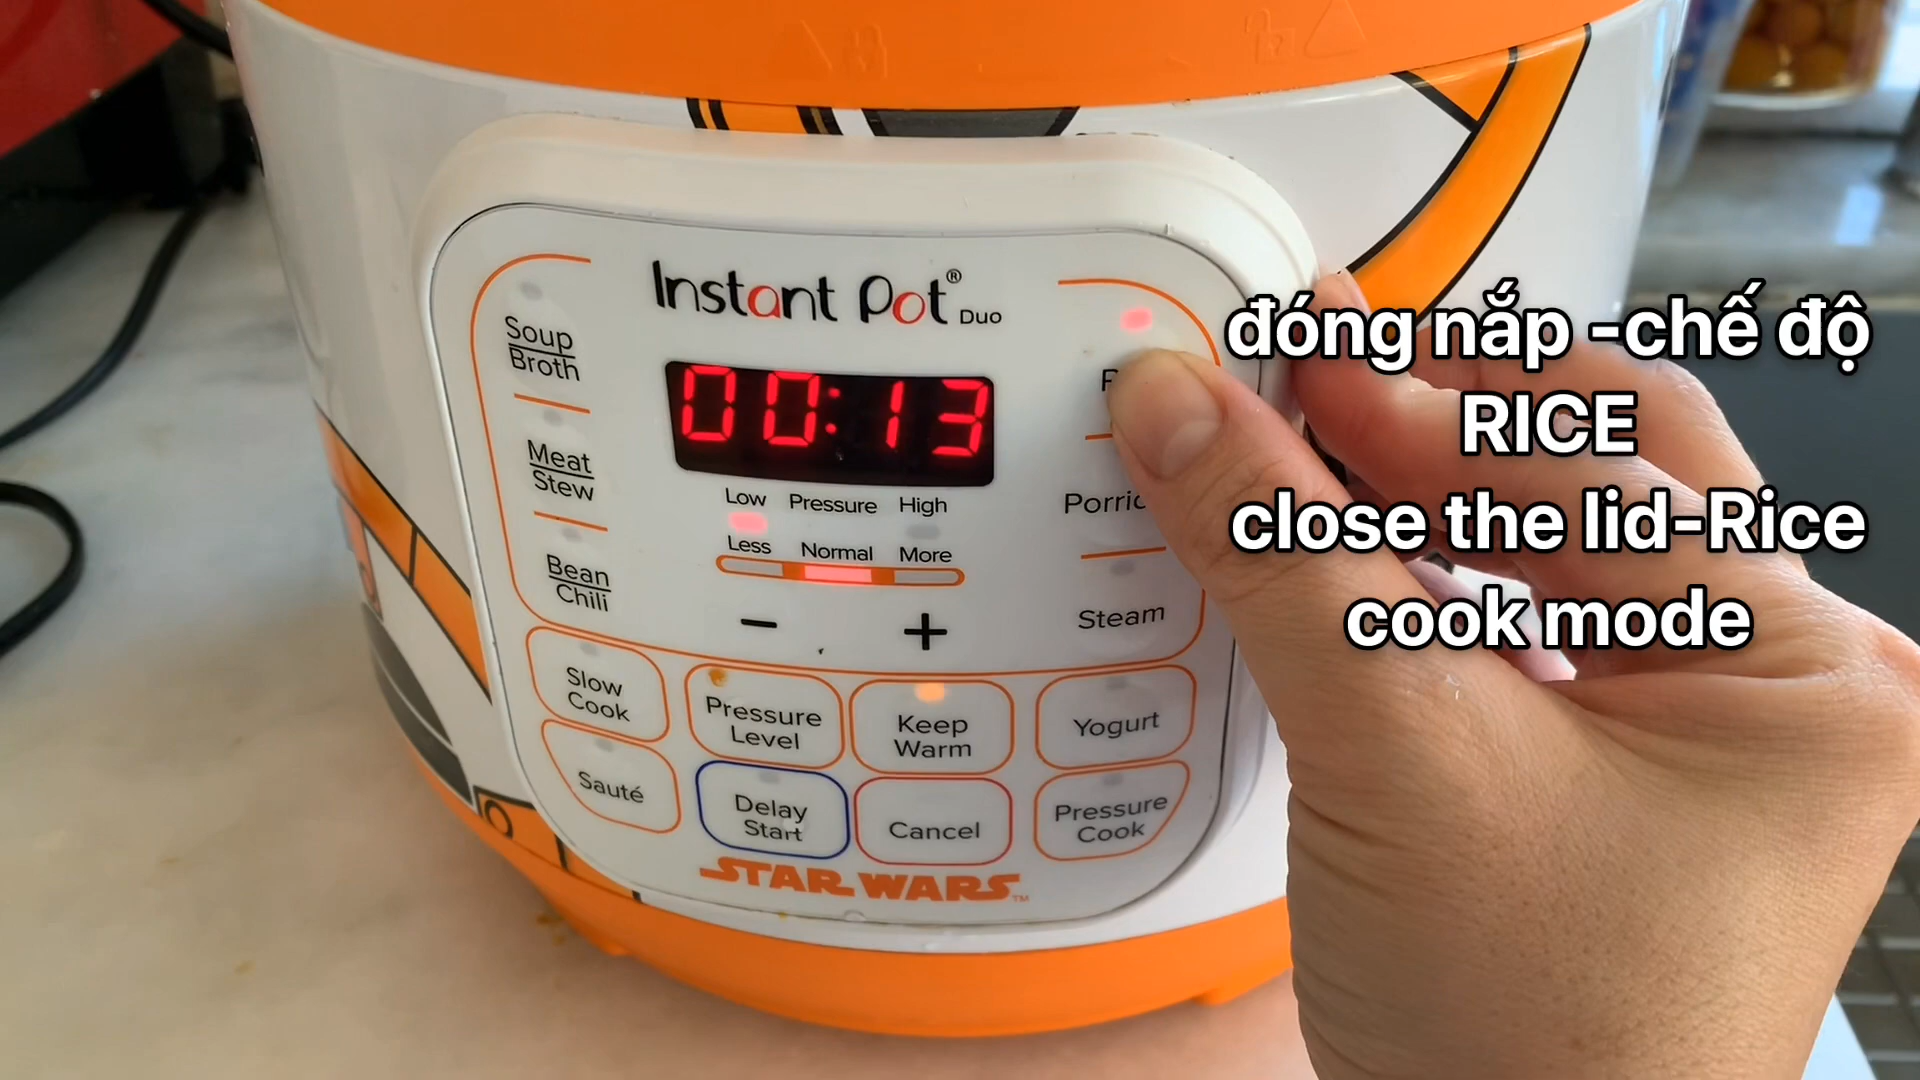 Instant Pot® Duo
00:13
Soup
Broth
Meat
Stew
Bean
Chili
Low Pressure High
Less Normal More
− +
Steam
Slow
Cook
Sauté
Pressure
Level
Keep
Warm
Yogurt
Delay
Start
Cancel
Pressure
Cook
STAR WARS™
đóng nắp -chế độ
RICE
close the lid-Rice
cook mode